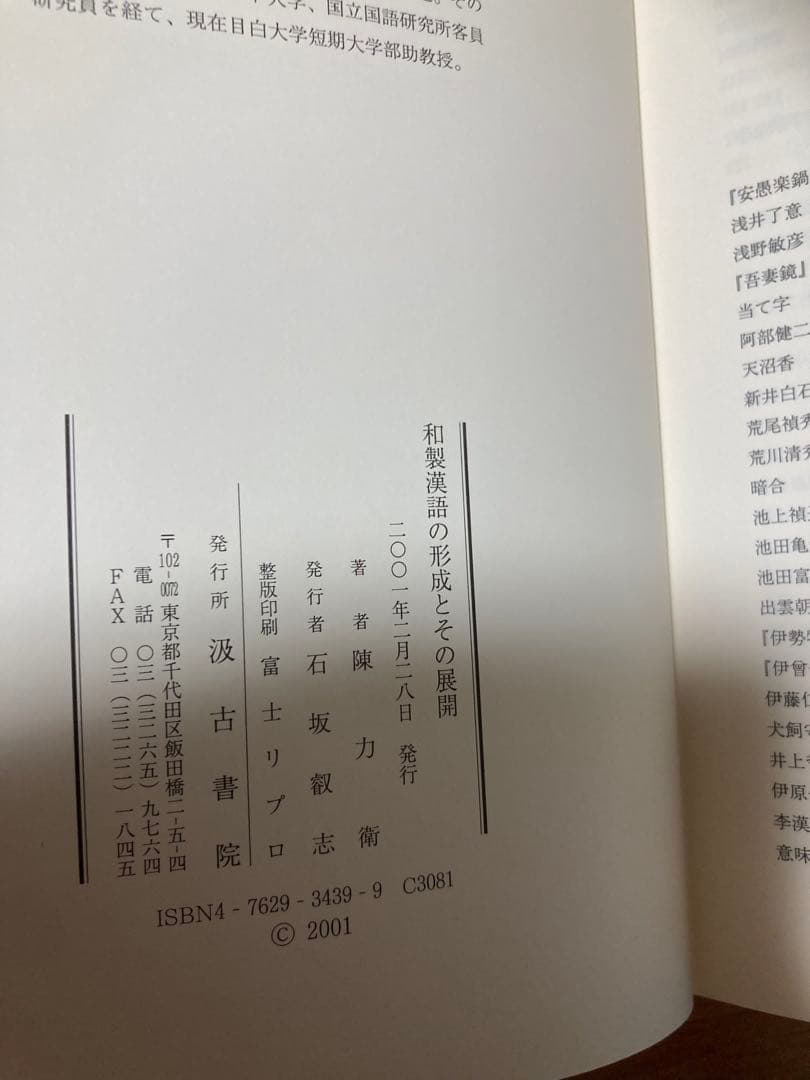 大学、国立国語研究所客員
研究員を経て、現在目白大学短期大学部助教授。
和製漢語の形成とその展開
二〇〇一年二月二八日 発行
著者 陳力衛
発行者 石坂叡志
整版印刷 富士リプロ
発行所 汲古書院
〒102-0072 東京都千代田区飯田橋二-五-四
電話 〇三(三二六五)九七六四
FAX 〇三(三二二二)一八四五
ISBN4-7629-3439-9 C3081
© 2001
『安愚楽鍋
浅井了意
浅野敏彦
『吾妻鏡』
当て字
阿部健二
天沼香
新井白石
荒尾禎秀
荒川清秀
暗合
池上禎
池田亀
池田富
出雲朝
『伊勢
『伊曾
伊藤仁
犬飼
井上
伊原
李漢
意味